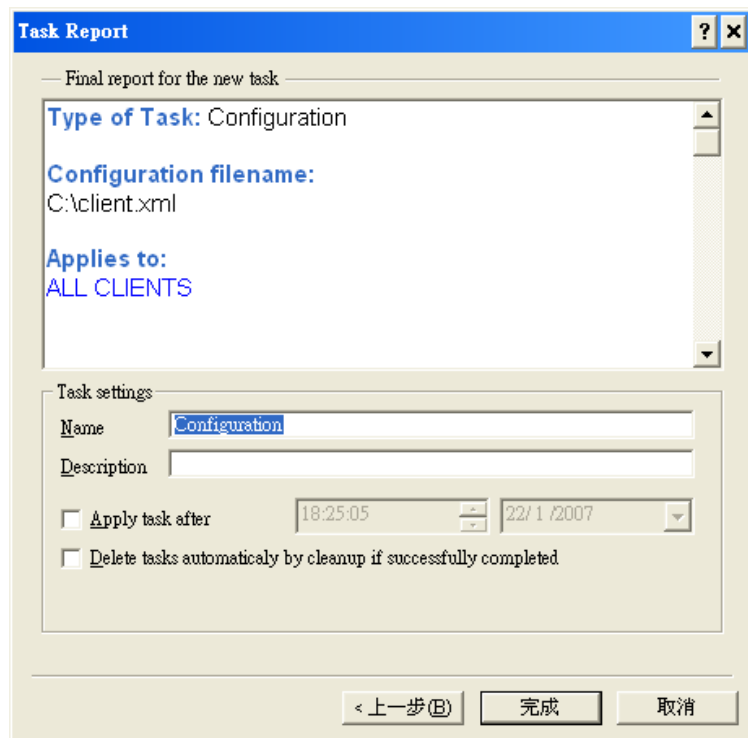 Task Report
Final report for the new task
Type of Task: Configuration
Configuration filename:
C:\client.xml
Applies to:
ALL CLIENTS
Task settings
Name Configuration
Description
Apply task after 18:25:05 22/ 1 /2007
Delete tasks automaticaly by cleanup if successfully completed
< 上一步(B) 完成 取消